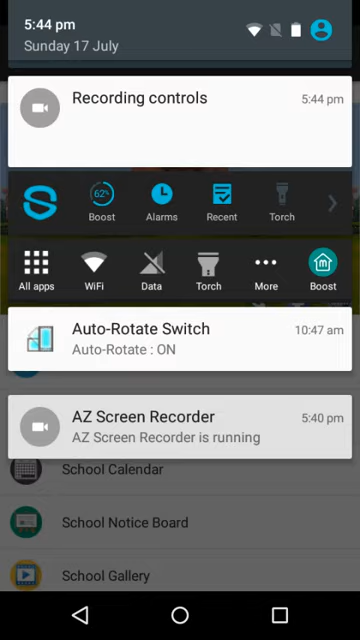 5:44 pm
Sunday 17 July
Recording controls
5:44 pm
62%
Boost
Alarms
Recent
Torch
All apps
WiFi
Data
Torch
More
Boost
Auto-Rotate Switch
10:47 am
Auto-Rotate : ON
AZ Screen Recorder
5:40 pm
AZ Screen Recorder is running
School Calendar
School Notice Board
School Gallery